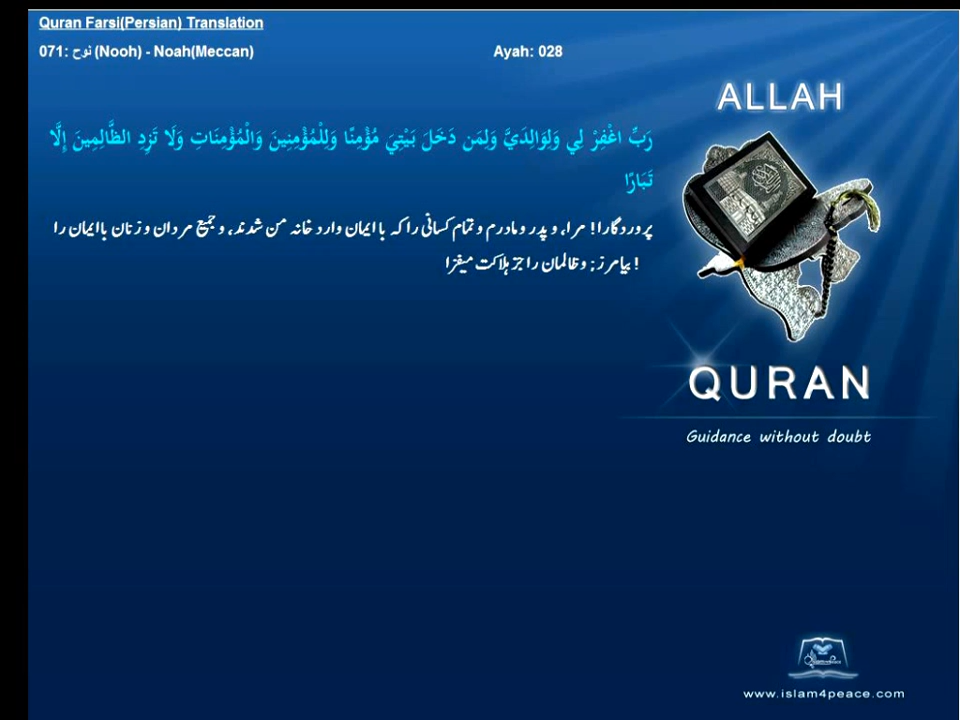 Quran Farsi(Persian) Translation
071: نوح (Nooh) - Noah(Meccan)
Ayah: 028
رَبِّ اغْفِرْ لِي وَلِوَالِدَيَّ وَلِمَن دَخَلَ بَيْتِيَ مُؤْمِنًا وَلِلْمُؤْمِنِينَ وَالْمُؤْمِنَاتِ وَلَا تَزِدِ الظَّالِمِينَ إِلَّا
تَبَارًا
پروردگارا! مرا، و پدر و مادرم و تمام کسانی را که با ایمان وارد خانه من شدند، و جمیع مردان و زنان باایمان را
بیامرز; و ظالمان را جز هلاکت میفزا!
ALLAH
QURAN
Guidance without doubt
www.islam4peace.com